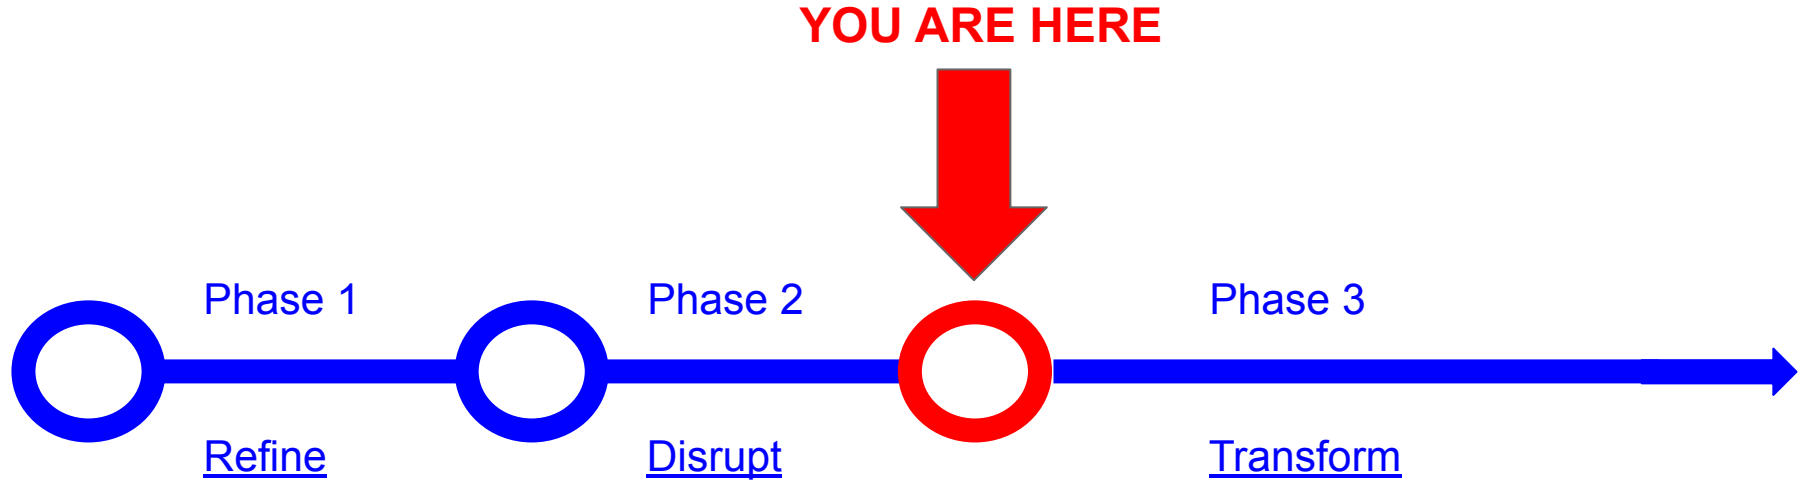 YOU ARE HERE
Phase 1
Phase 2
Phase 3
Refine
Disrupt
Transform